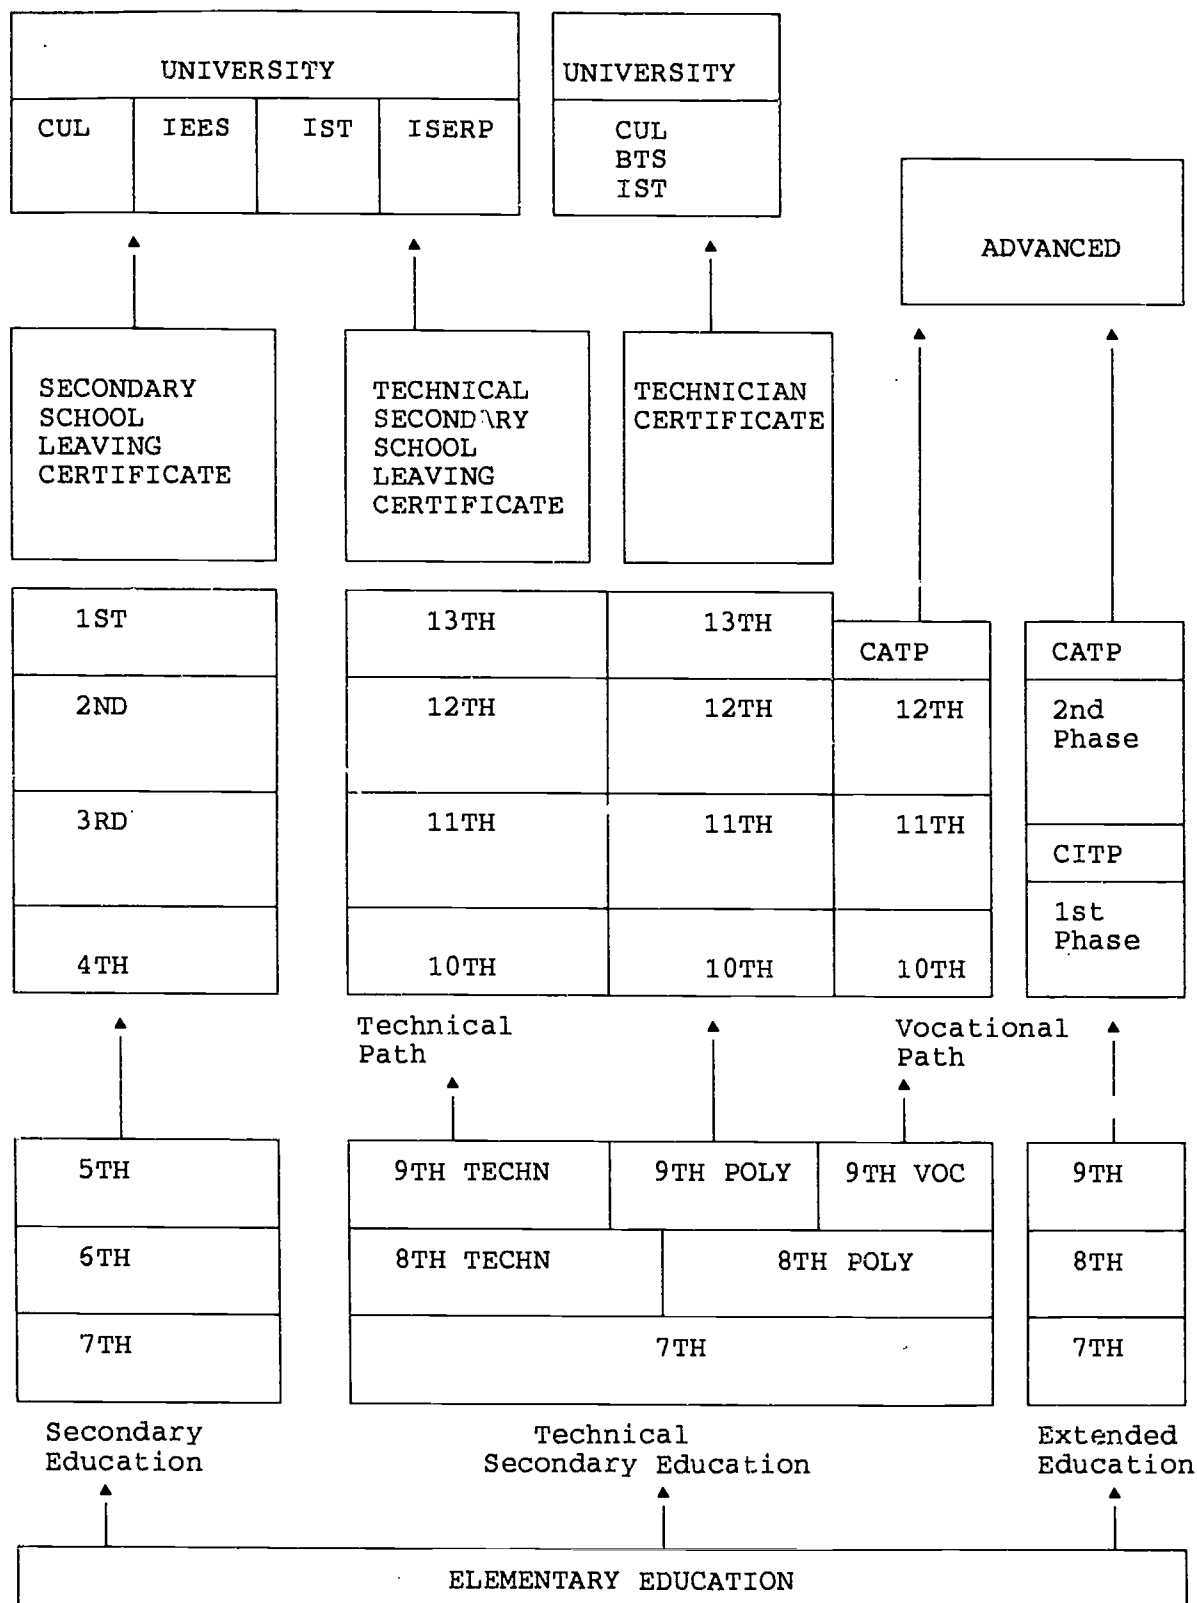 UNIVERSITY
CUL IEES IST ISERP
UNIVERSITY
CUL
BTS
IST
ADVANCED
SECONDARY
SCHOOL
LEAVING
CERTIFICATE
TECHNICAL
SECONDARY
SCHOOL
LEAVING
CERTIFICATE
TECHNICIAN
CERTIFICATE
1ST 13TH 13TH
CATP CATP
2ND 12TH 12TH 12TH 2nd
Phase
3RD 11TH 11TH 11TH
CITP
1st
Phase
4TH 10TH 10TH 10TH
Technical
Path
Vocational
Path
5TH 9TH TECHN 9TH POLY 9TH VOC 9TH
6TH 8TH TECHN 8TH POLY 8TH
7TH 7TH 7TH
Secondary
Education
Technical
Secondary Education
Extended
Education
ELEMENTARY EDUCATION